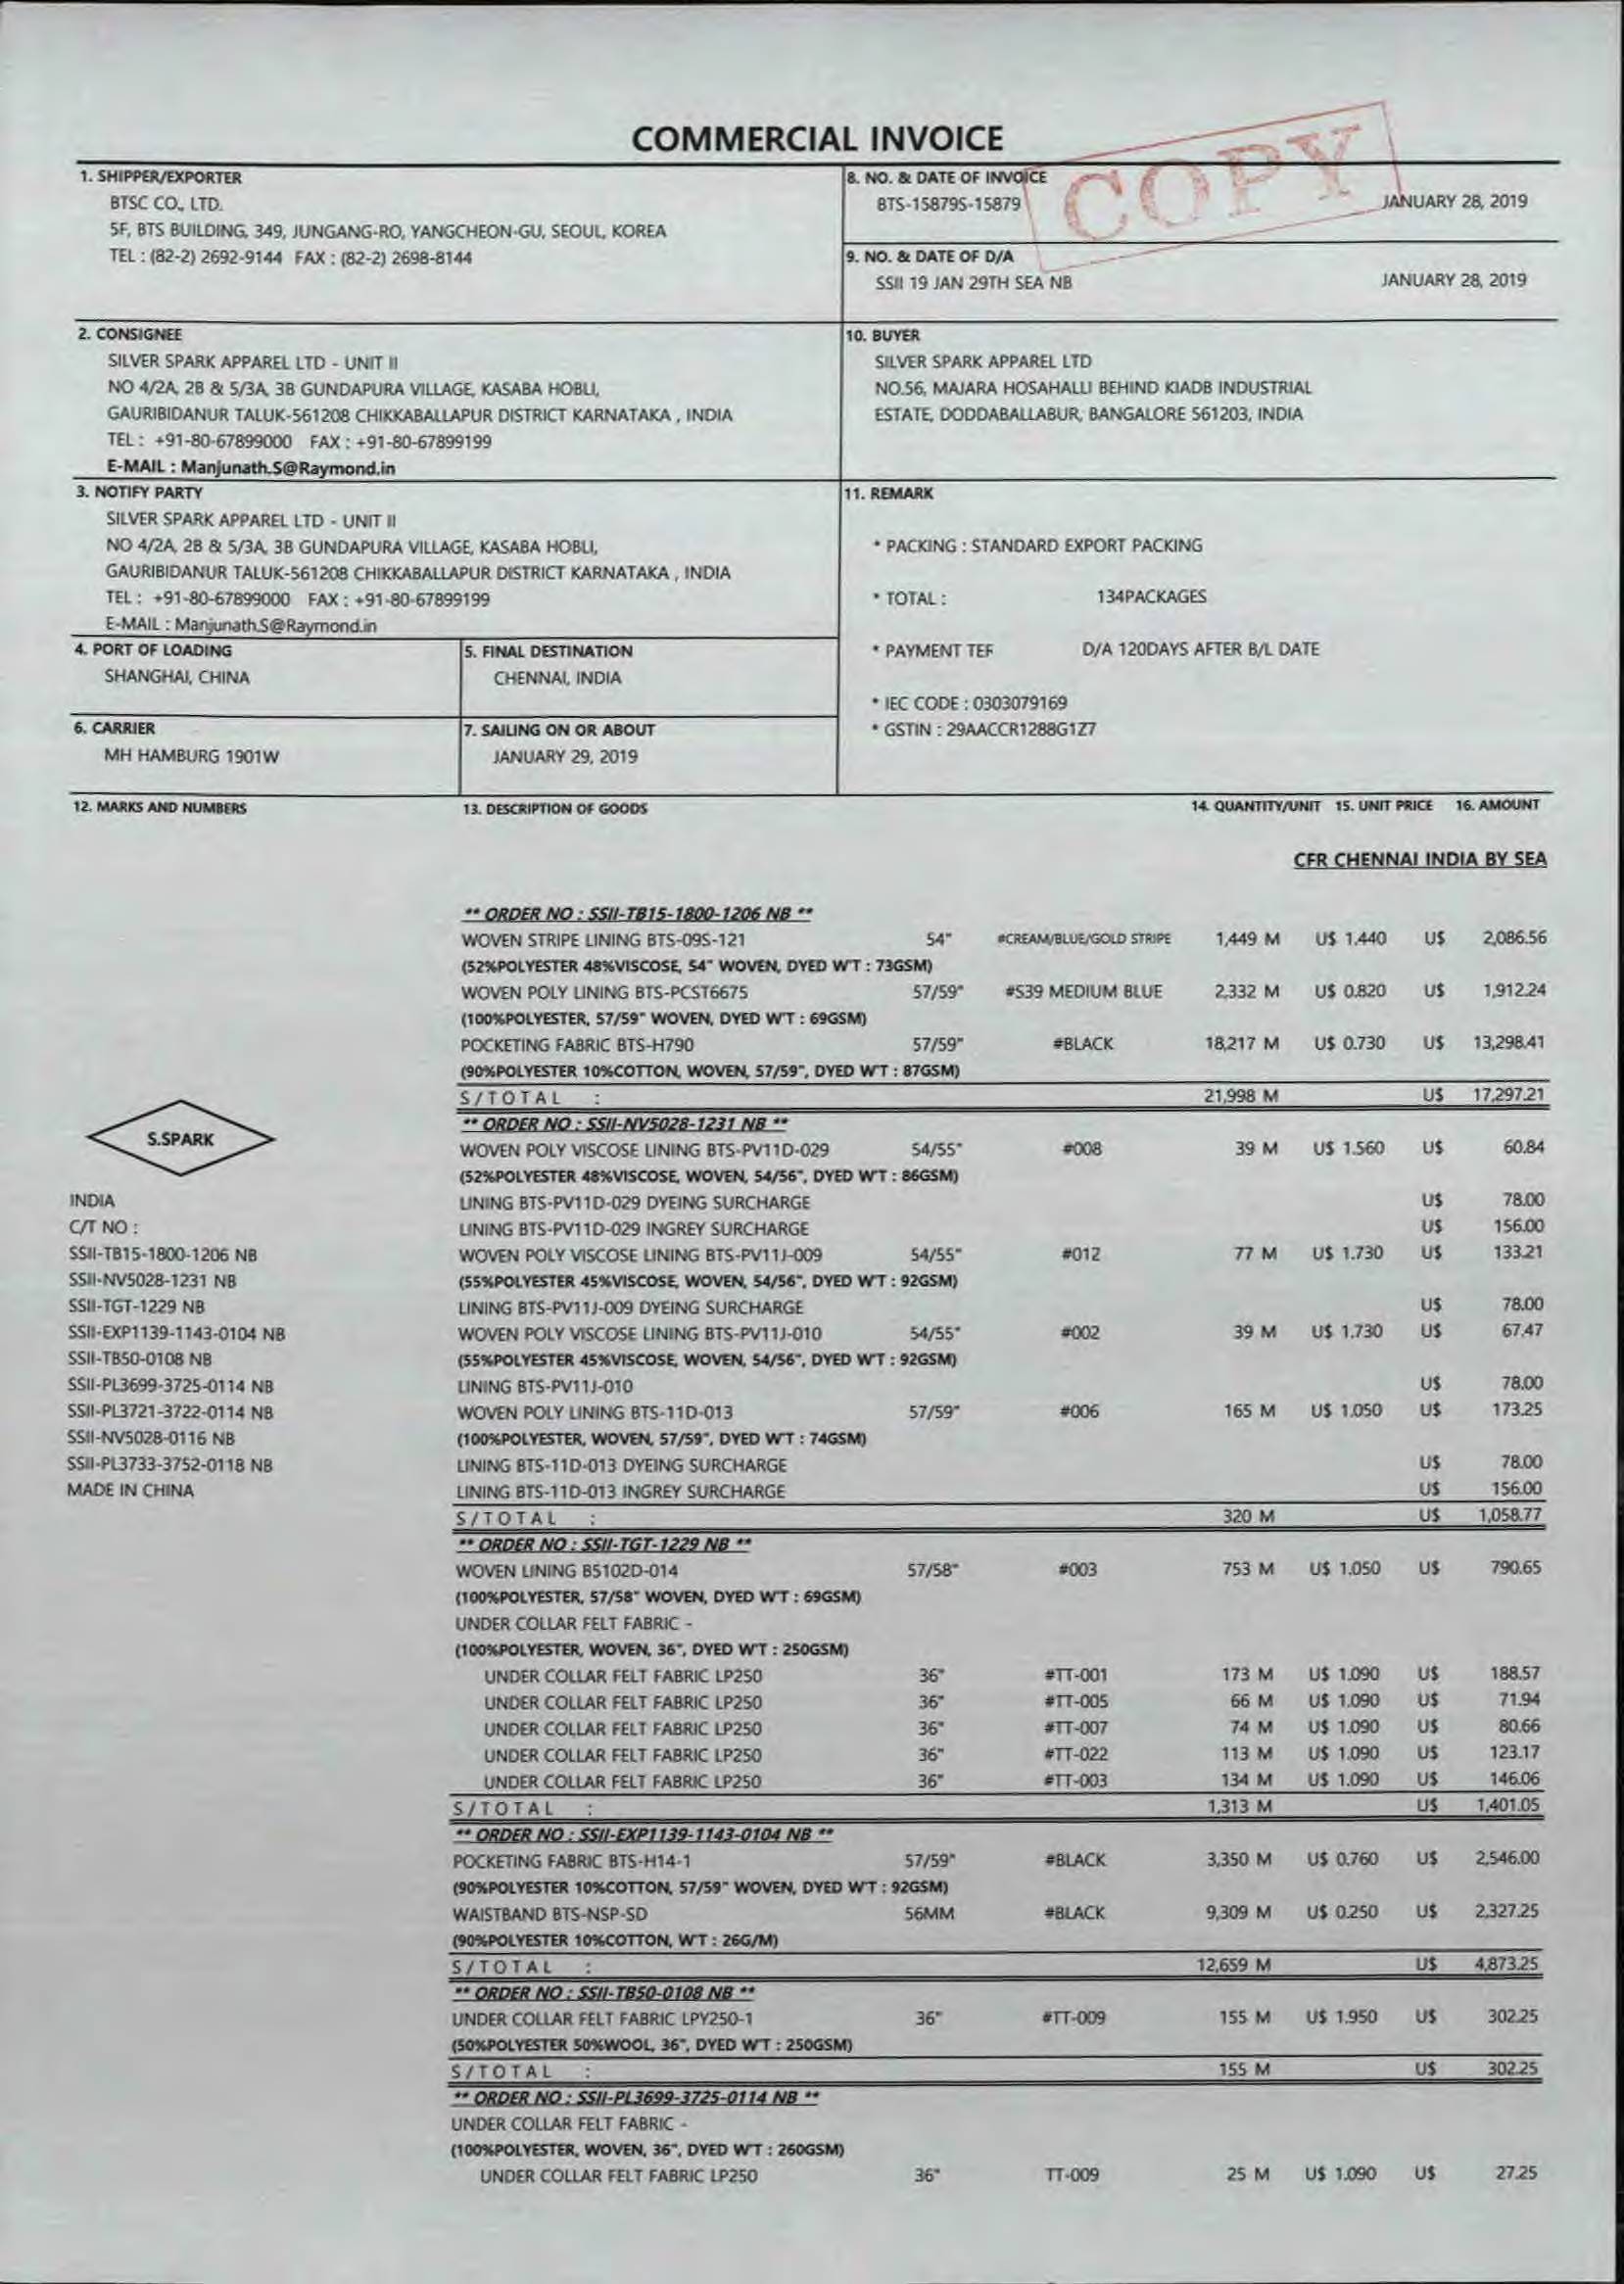 COMMERCIAL INVOICE
COPY
1. SHIPPER/EXPORTER
BTSC CO., LTD.
5F, BTS BUILDING, 349, JUNGANG-RO, YANGCHEON-GU, SEOUL, KOREA
TEL : (82-2) 2692-9144 FAX : (82-2) 2698-8144
8. NO. & DATE OF INVOICE
BTS-15879S-15879 JANUARY 28, 2019
9. NO. & DATE OF D/A
SSII 19 JAN 29TH SEA NB JANUARY 28, 2019
2. CONSIGNEE
SILVER SPARK APPAREL LTD - UNIT II
NO 4/2A, 2B & 5/3A, 3B GUNDAPURA VILLAGE, KASABA HOBLI,
GAURIBIDANUR TALUK-561208 CHIKKABALLAPUR DISTRICT KARNATAKA , INDIA
TEL : +91-80-67899000 FAX : +91-80-67899199
E-MAIL : Manjunath.S@Raymond.in
10. BUYER
SILVER SPARK APPAREL LTD
NO.56, MAJARA HOSAHALLI BEHIND KIADB INDUSTRIAL
ESTATE, DODDABALLABUR, BANGALORE 561203, INDIA
3. NOTIFY PARTY
SILVER SPARK APPAREL LTD - UNIT II
NO 4/2A, 2B & 5/3A, 3B GUNDAPURA VILLAGE, KASABA HOBLI,
GAURIBIDANUR TALUK-561208 CHIKKABALLAPUR DISTRICT KARNATAKA , INDIA
TEL : +91-80-67899000 FAX : +91-80-67899199
E-MAIL : Manjunath.S@Raymond.in
11. REMARK
* PACKING : STANDARD EXPORT PACKING
* TOTAL : 134PACKAGES
* PAYMENT TEF D/A 120DAYS AFTER B/L DATE
* IEC CODE : 0303079169
* GSTIN : 29AACCR1288G1Z7
4. PORT OF LOADING
SHANGHAI, CHINA
5. FINAL DESTINATION
CHENNAI, INDIA
6. CARRIER
MH HAMBURG 1901W
7. SAILING ON OR ABOUT
JANUARY 29, 2019
12. MARKS AND NUMBERS 13. DESCRIPTION OF GOODS 14. QUANTITY/UNIT 15. UNIT PRICE 16. AMOUNT
CFR CHENNAI INDIA BY SEA
S.SPARK
INDIA
C/T NO :
SSII-TB15-1800-1206 NB
SSII-NV5028-1231 NB
SSII-TGT-1229 NB
SSII-EXP1139-1143-0104 NB
SSII-TB50-0108 NB
SSII-PL3699-3725-0114 NB
SSII-PL3721-3722-0114 NB
SSII-NV5028-0116 NB
SSII-PL3733-3752-0118 NB
MADE IN CHINA
** ORDER NO : SSII-TB15-1800-1206 NB **
WOVEN STRIPE LINING BTS-09S-121 54" #CREAM/BLUE/GOLD STRIPE 1,449 M U$ 1.440 U$ 2,086.56
(52%POLYESTER 48%VISCOSE, 54" WOVEN, DYED W'T : 73GSM)
WOVEN POLY LINING BTS-PCST6675 57/59" #S39 MEDIUM BLUE 2,332 M U$ 0.820 U$ 1,912.24
(100%POLYESTER, 57/59" WOVEN, DYED W'T : 69GSM)
POCKETING FABRIC BTS-H790 57/59" #BLACK 18,217 M U$ 0.730 U$ 13,298.41
(90%POLYESTER 10%COTTON, WOVEN, 57/59", DYED W'T : 87GSM)
S/TOTAL : 21,998 M U$ 17,297.21
** ORDER NO : SSII-NV5028-1231 NB **
WOVEN POLY VISCOSE LINING BTS-PV11D-029 54/55" #008 39 M U$ 1.560 U$ 60.84
(52%POLYESTER 48%VISCOSE, WOVEN, 54/56", DYED W'T : 86GSM)
LINING BTS-PV11D-029 DYEING SURCHARGE U$ 78.00
LINING BTS-PV11D-029 INGREY SURCHARGE U$ 156.00
WOVEN POLY VISCOSE LINING BTS-PV11J-009 54/55" #012 77 M U$ 1.730 U$ 133.21
(55%POLYESTER 45%VISCOSE, WOVEN, 54/56", DYED W'T : 92GSM)
LINING BTS-PV11J-009 DYEING SURCHARGE U$ 78.00
WOVEN POLY VISCOSE LINING BTS-PV11J-010 54/55" #002 39 M U$ 1.730 U$ 67.47
(55%POLYESTER 45%VISCOSE, WOVEN, 54/56", DYED W'T : 92GSM)
LINING BTS-PV11J-010 U$ 78.00
WOVEN POLY LINING BTS-11D-013 57/59" #006 165 M U$ 1.050 U$ 173.25
(100%POLYESTER, WOVEN, 57/59", DYED W'T : 74GSM)
LINING BTS-11D-013 DYEING SURCHARGE U$ 78.00
LINING BTS-11D-013 INGREY SURCHARGE U$ 156.00
S/TOTAL : 320 M U$ 1,058.77
** ORDER NO : SSII-TGT-1229 NB **
WOVEN LINING B5102D-014 57/58" #003 753 M U$ 1.050 U$ 790.65
(100%POLYESTER, 57/58" WOVEN, DYED W'T : 69GSM)
UNDER COLLAR FELT FABRIC -
(100%POLYESTER, WOVEN, 36", DYED W'T : 250GSM)
UNDER COLLAR FELT FABRIC LP250 36" #TT-001 173 M U$ 1.090 U$ 188.57
UNDER COLLAR FELT FABRIC LP250 36" #TT-005 66 M U$ 1.090 U$ 71.94
UNDER COLLAR FELT FABRIC LP250 36" #TT-007 74 M U$ 1.090 U$ 80.66
UNDER COLLAR FELT FABRIC LP250 36" #TT-022 113 M U$ 1.090 U$ 123.17
UNDER COLLAR FELT FABRIC LP250 36" #TT-003 134 M U$ 1.090 U$ 146.06
S/TOTAL : 1,313 M U$ 1,401.05
** ORDER NO : SSII-EXP1139-1143-0104 NB **
POCKETING FABRIC BTS-H14-1 57/59" #BLACK 3,350 M U$ 0.760 U$ 2,546.00
(90%POLYESTER 10%COTTON, 57/59" WOVEN, DYED W'T : 92GSM)
WAISTBAND BTS-NSP-SD 56MM #BLACK 9,309 M U$ 0.250 U$ 2,327.25
(90%POLYESTER 10%COTTON, WT : 26G/M)
S/TOTAL : 12,659 M U$ 4,873.25
** ORDER NO : SSII-TB50-0108 NB **
UNDER COLLAR FELT FABRIC LPY250-1 36" #TT-009 155 M U$ 1.950 U$ 302.25
(50%POLYESTER 50%WOOL, 36", DYED W'T : 250GSM)
S/TOTAL : 155 M U$ 302.25
** ORDER NO : SSII-PL3699-3725-0114 NB **
UNDER COLLAR FELT FABRIC -
(100%POLYESTER, WOVEN, 36", DYED W'T : 260GSM)
UNDER COLLAR FELT FABRIC LP250 36" TT-009 25 M U$ 1.090 U$ 27.25